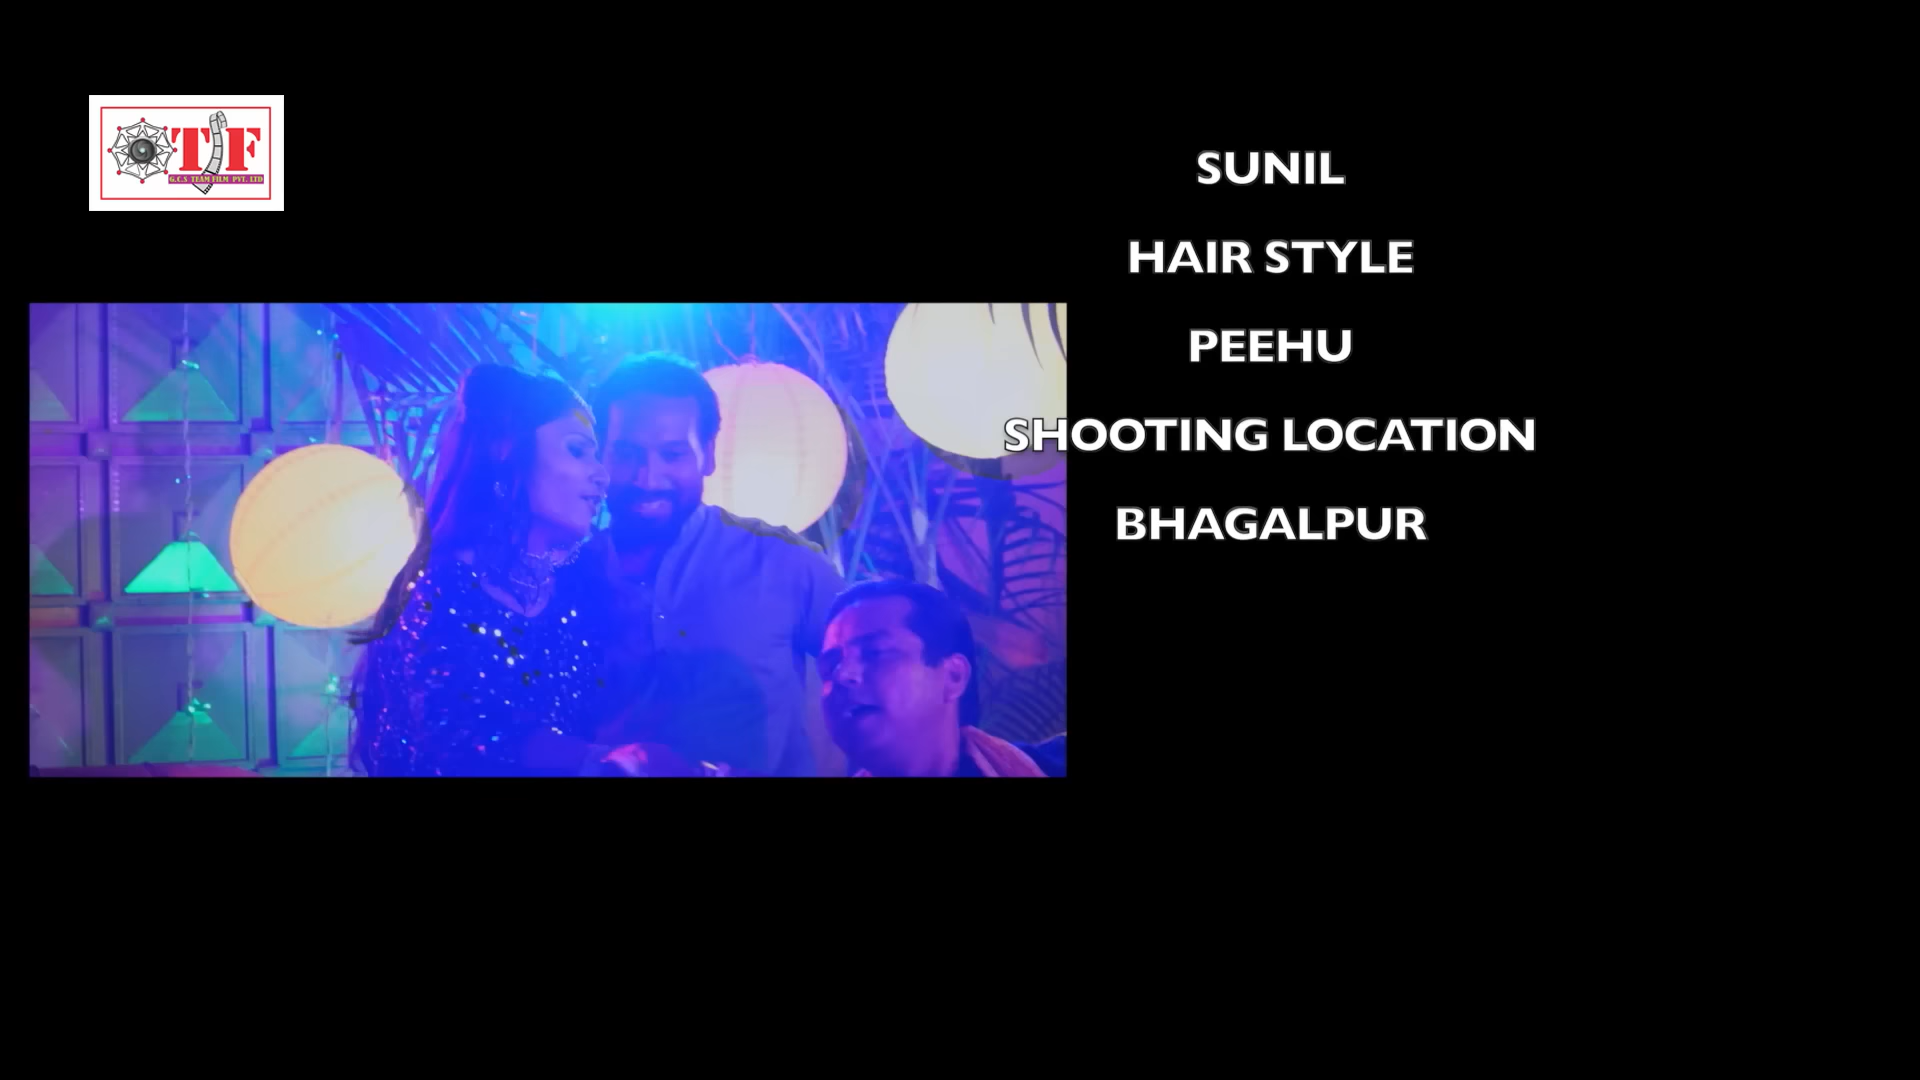 TF
G.C.S TEAM FILM PVT. LTD
SUNIL
HAIR STYLE
PEEHU
SHOOTING LOCATION
BHAGALPUR